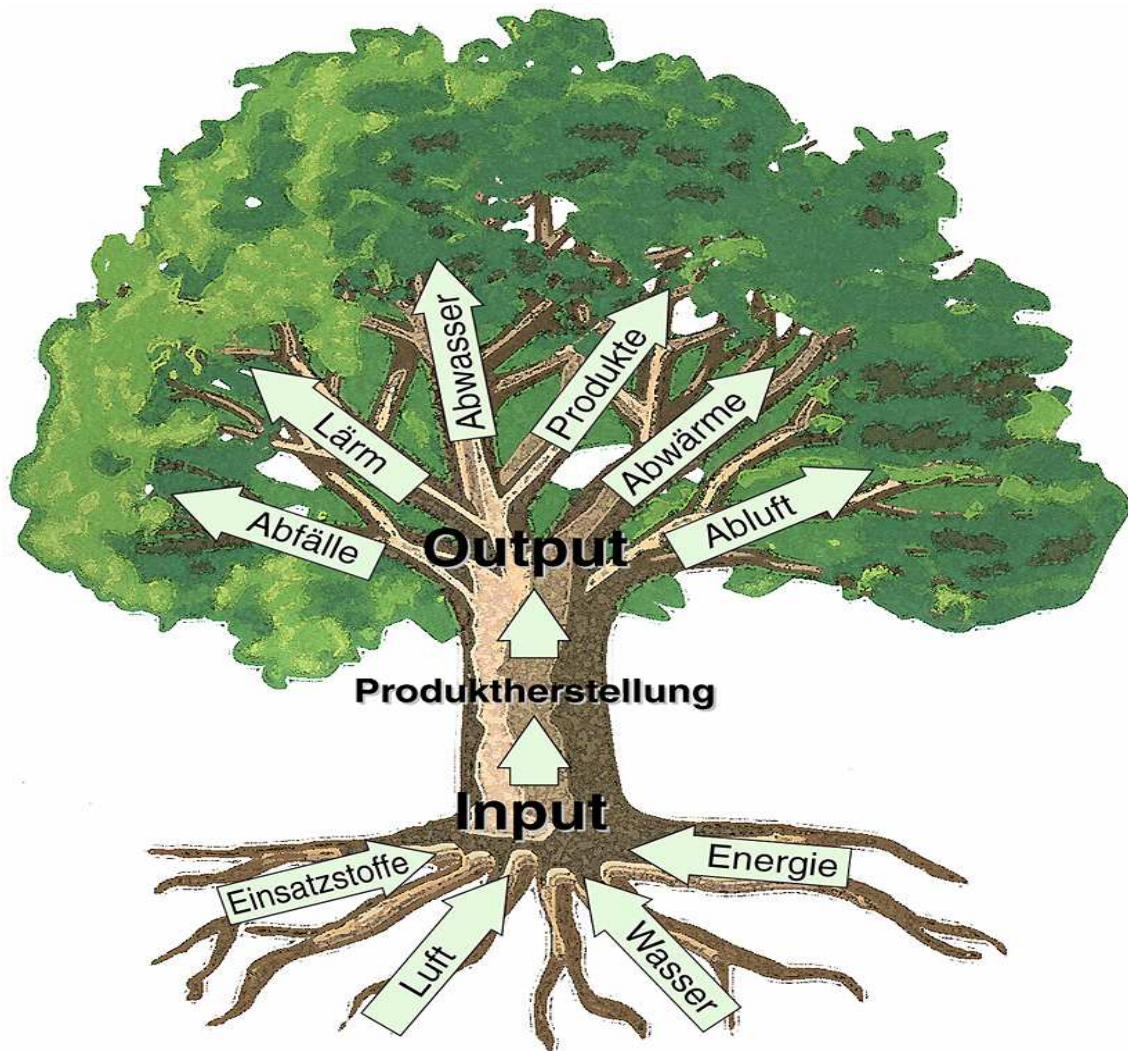 Abwasser
Produkte
Lärm
Abwärme
Abfälle
Abluft
Output
Produktherstellung
Input
Einsatzstoffe
Energie
Luft
Wasser